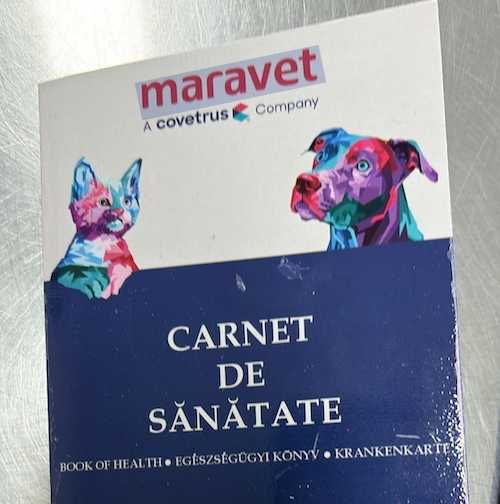 maravet
A covetrus Company
CARNET
DE
SĂNĂTATE
BOOK OF HEALTH ● EGÉSZSÉGÜGYI KÖNYV ● KRANKENKARTE